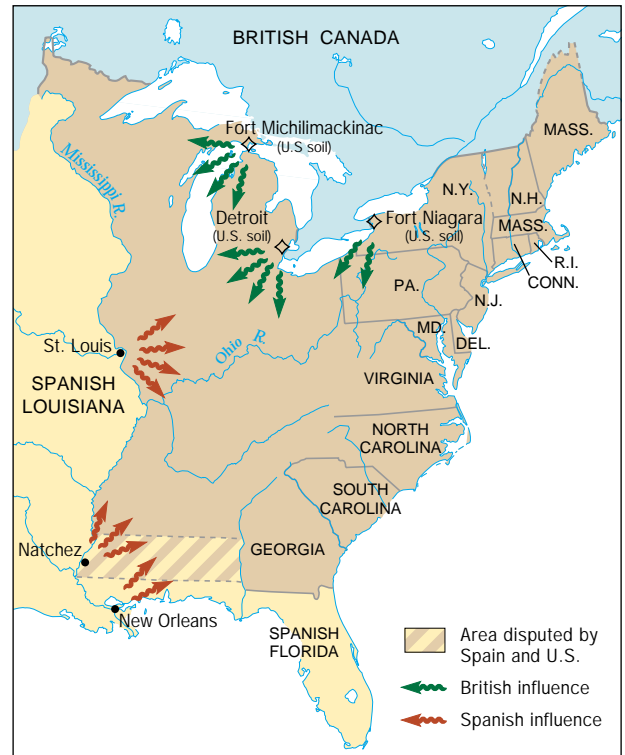 BRITISH CANADA
Fort Michilimackinac
(U.S soil)
MASS.
Mississippi R.
N.Y.
N.H.
Detroit
(U.S. soil)
Fort Niagara
(U.S. soil)
MASS.
R.I.
CONN.
PA.
N.J.
MD.
DEL.
St. Louis
Ohio R.
SPANISH
LOUISIANA
VIRGINIA
NORTH
CAROLINA
SOUTH
CAROLINA
Natchez
GEORGIA
New Orleans
SPANISH
FLORIDA
Area disputed by
Spain and U.S.
British influence
Spanish influence